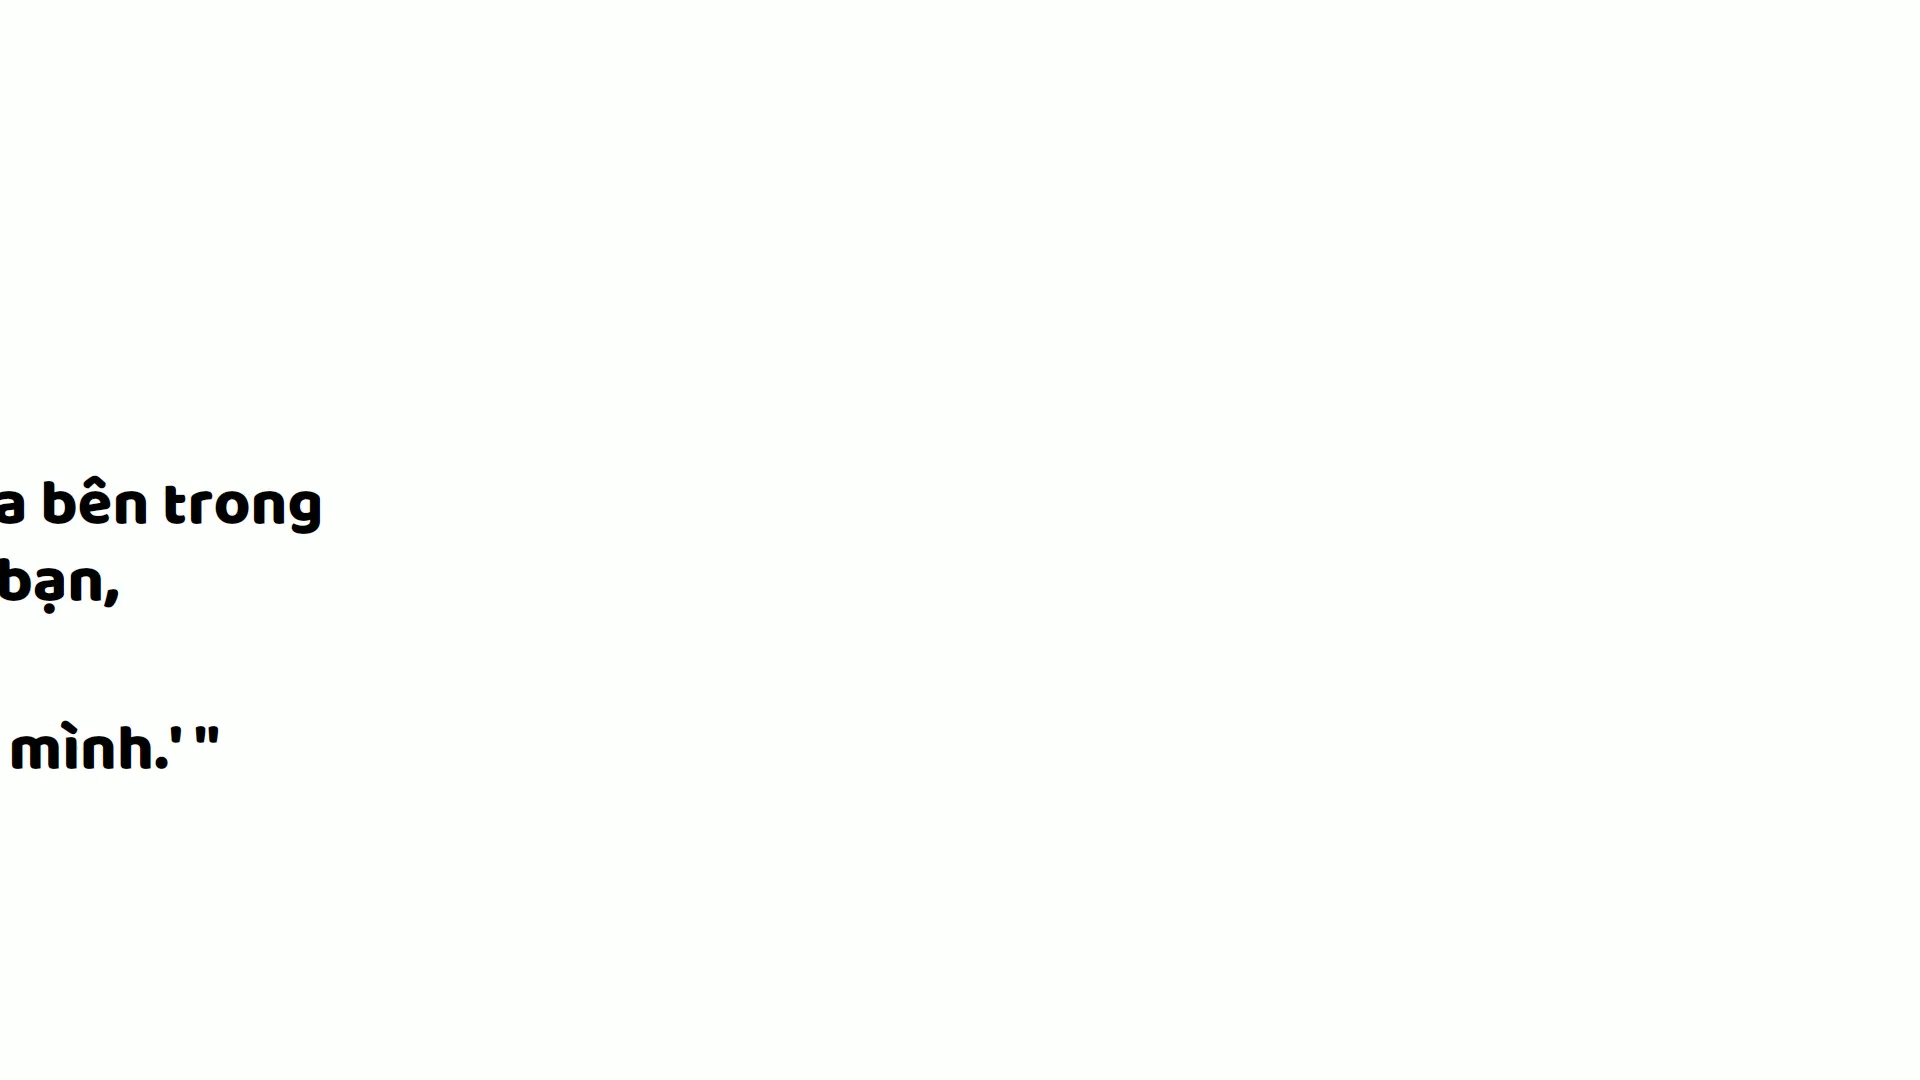 a bên trong
bạn,
mình.' "